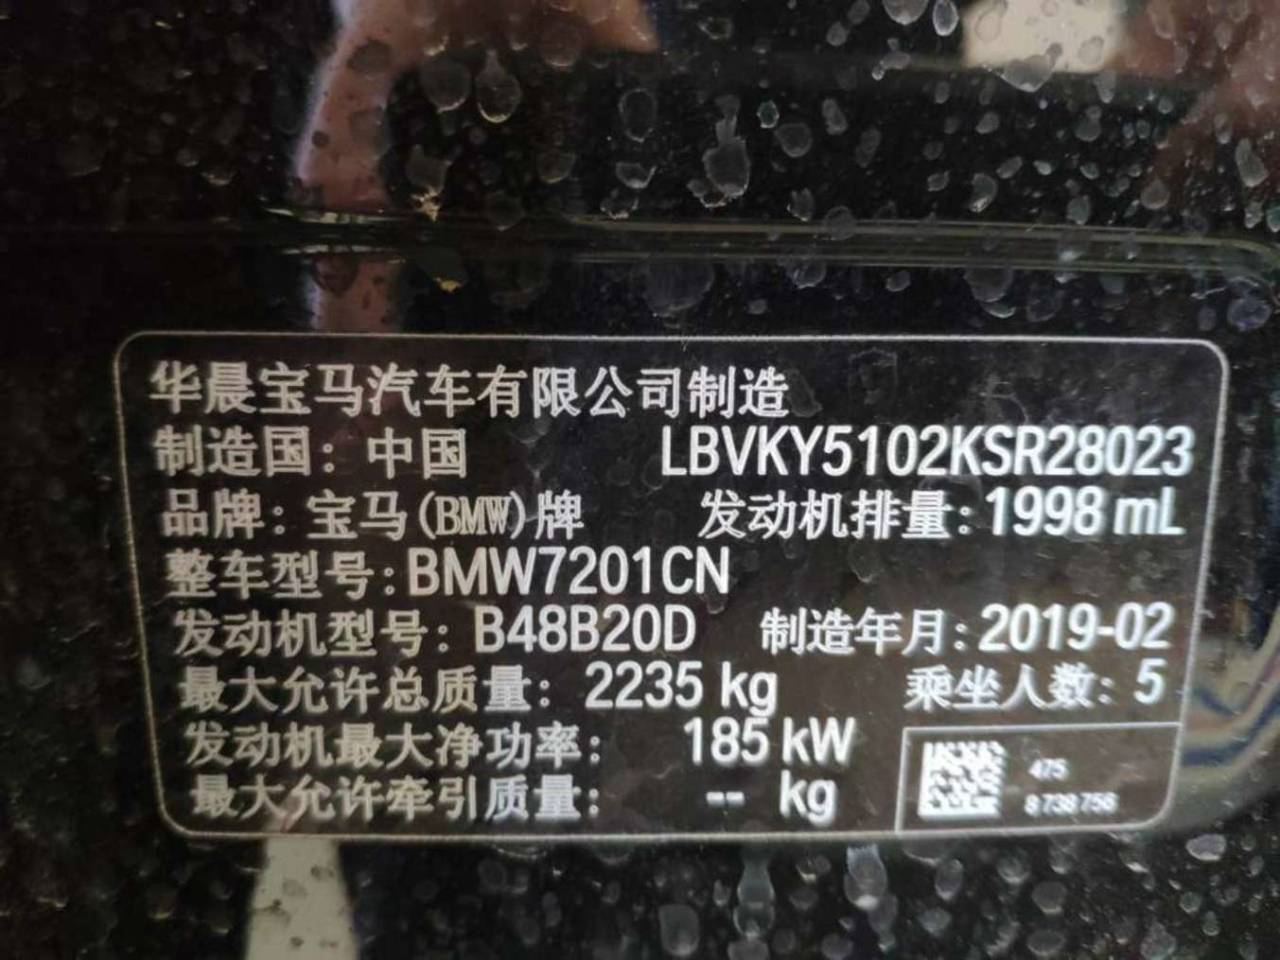 华晨宝马汽车有限公司制造
制造国：中国 LBVKY5102KSR28023
品牌：宝马(BMW)牌 发动机排量：1998 mL
整车型号：BMW7201CN
发动机型号：B48B20D 制造年月：2019-02
最大允许总质量：2235 kg 乘坐人数：5
发动机最大净功率：185 kW
最大允许牵引质量：-- kg
475
8738756